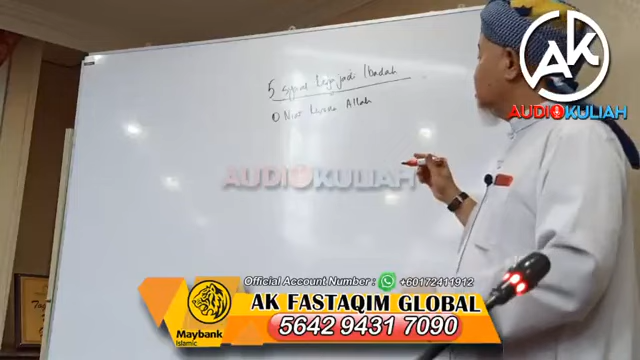 5 Syarat Kerja jadi Ibadah
① Niat kerana Allah
AK
AUDIOKULIAH
AUDIOKULIAH
Official Account Number : +60172411912
AK FASTAQIM GLOBAL
Maybank
Islamic
5642 9431 7090